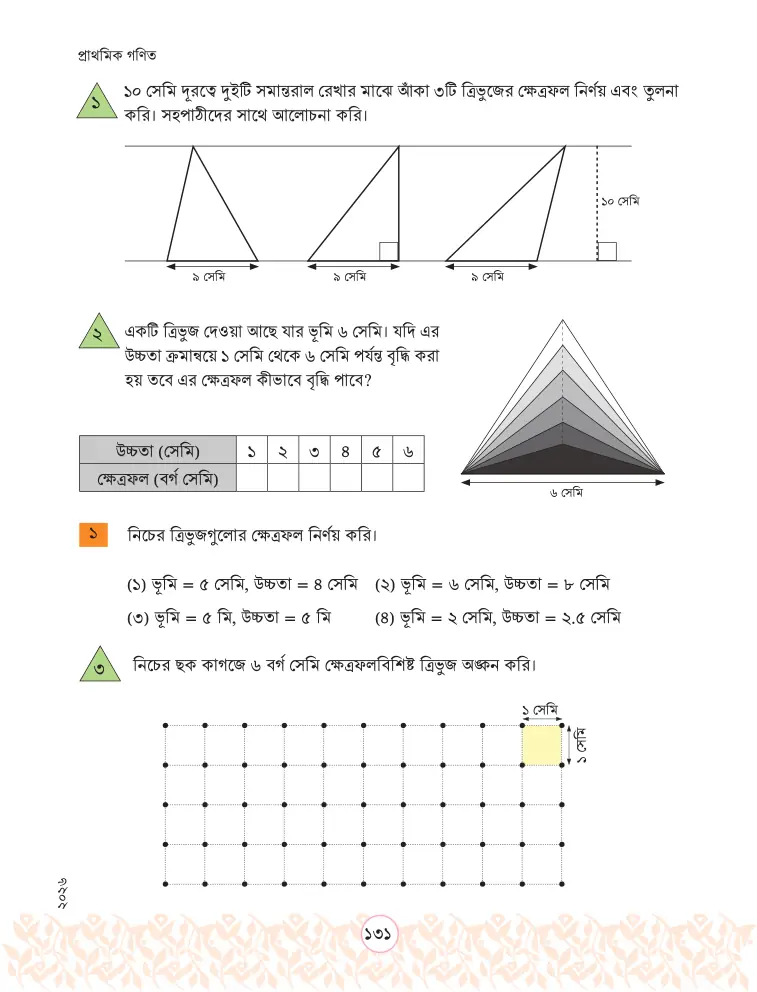 প্রাথমিক গণিত
১
১০ সেমি দূরত্বে দুইটি সমান্তরাল রেখার মাঝে আঁকা ৩টি ত্রিভুজের ক্ষেত্রফল নির্ণয় এবং তুলনা
করি। সহপাঠীদের সাথে আলোচনা করি।
১০ সেমি
৯ সেমি
৯ সেমি
৯ সেমি
২
একটি ত্রিভুজ দেওয়া আছে যার ভূমি ৬ সেমি। যদি এর
উচ্চতা ক্রমান্বয়ে ১ সেমি থেকে ৬ সেমি পর্যন্ত বৃদ্ধি করা
হয় তবে এর ক্ষেত্রফল কীভাবে বৃদ্ধি পাবে?
উচ্চতা (সেমি) ১ ২ ৩ ৪ ৫ ৬
ক্ষেত্রফল (বর্গ সেমি)
৬ সেমি
১ নিচের ত্রিভুজগুলোর ক্ষেত্রফল নির্ণয় করি।
(১) ভূমি = ৫ সেমি, উচ্চতা = ৪ সেমি (২) ভূমি = ৬ সেমি, উচ্চতা = ৮ সেমি
(৩) ভূমি = ৫ মি, উচ্চতা = ৫ মি (৪) ভূমি = ২ সেমি, উচ্চতা = ২.৫ সেমি
৩ নিচের ছক কাগজে ৬ বর্গ সেমি ক্ষেত্রফলবিশিষ্ট ত্রিভুজ অঙ্কন করি।
১ সেমি
১ সেমি
২০২৬
১৩১